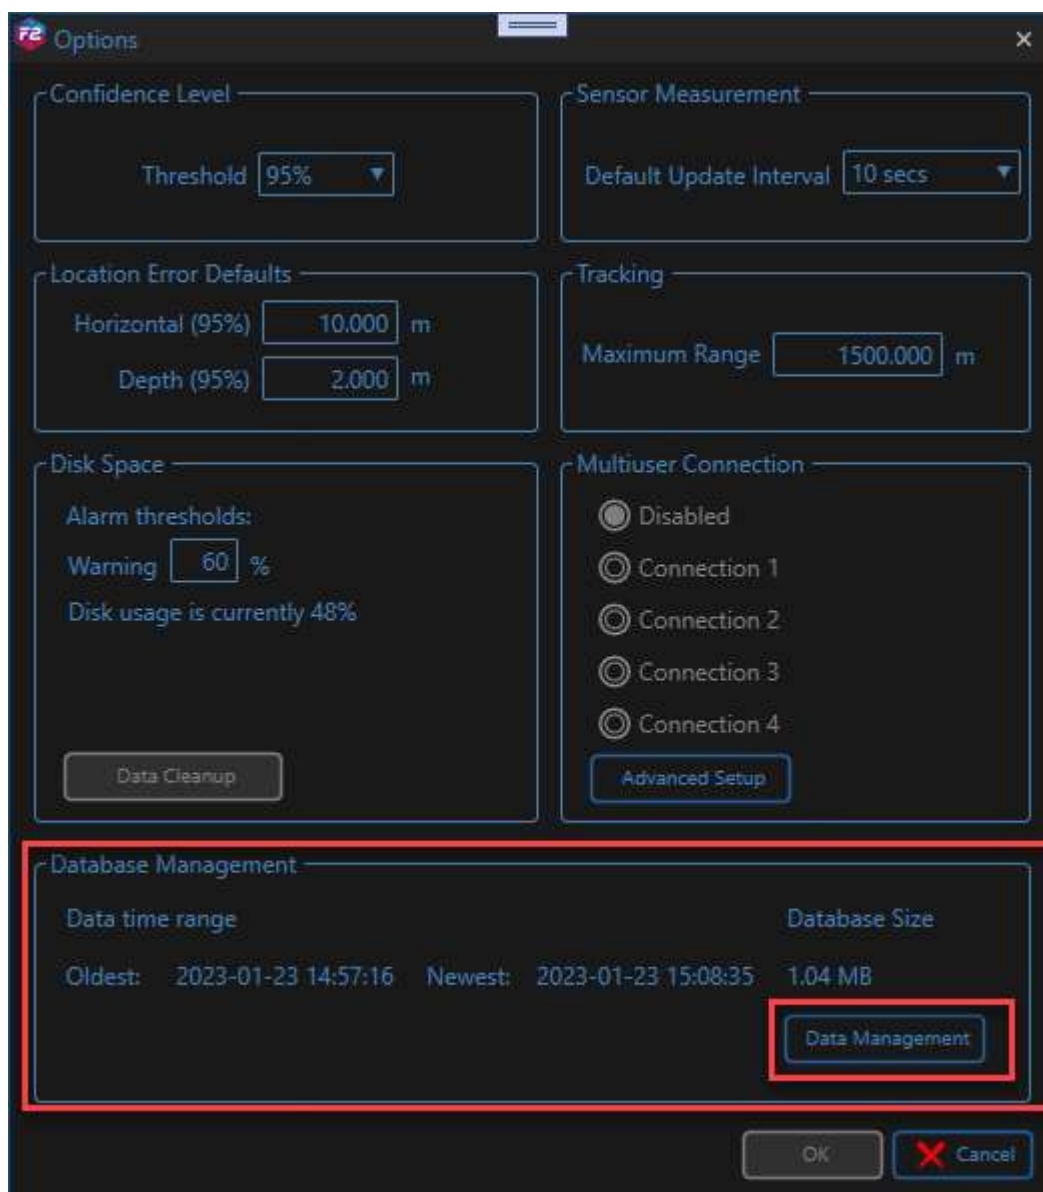 F2 Options
Confidence Level
Threshold 95%
Sensor Measurement
Default Update Interval 10 secs
Location Error Defaults
Horizontal (95%) 10.000 m
Depth (95%) 2.000 m
Tracking
Maximum Range 1500.000 m
Disk Space
Alarm thresholds:
Warning 60 %
Disk usage is currently 48%
Data Cleanup
Multiuser Connection
Disabled
Connection 1
Connection 2
Connection 3
Connection 4
Advanced Setup
Database Management
Data time range Database Size
Oldest: 2023-01-23 14:57:16 Newest: 2023-01-23 15:08:35 1.04 MB
Data Management
OK Cancel